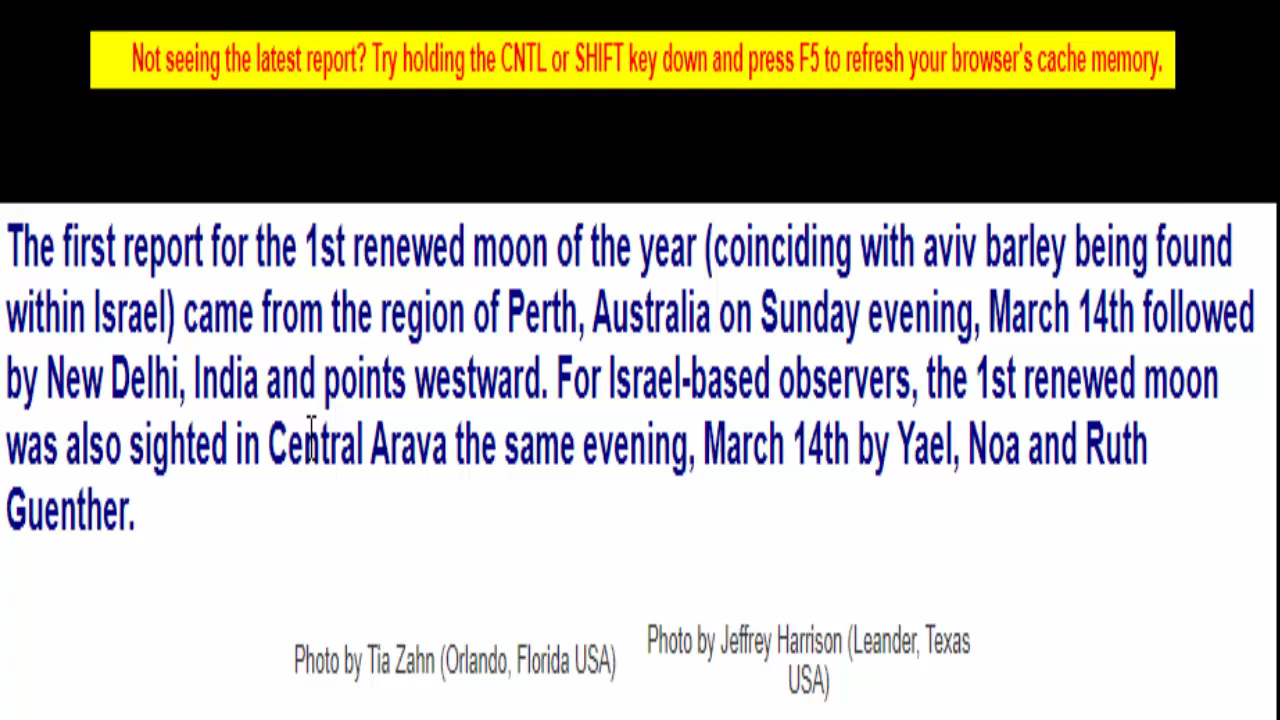 Not seeing the latest report? Try holding the CNTL or SHIFT key down and press F5 to refresh your browser's cache memory.
The first report for the 1st renewed moon of the year (coinciding with aviv barley being found
within Israel) came from the region of Perth, Australia on Sunday evening, March 14th followed
by New Delhi, India and points westward. For Israel-based observers, the 1st renewed moon
was also sighted in Central Arava the same evening, March 14th by Yael, Noa and Ruth
Guenther.
Photo by Tia Zahn (Orlando, Florida USA)
Photo by Jeffrey Harrison (Leander, Texas
USA)